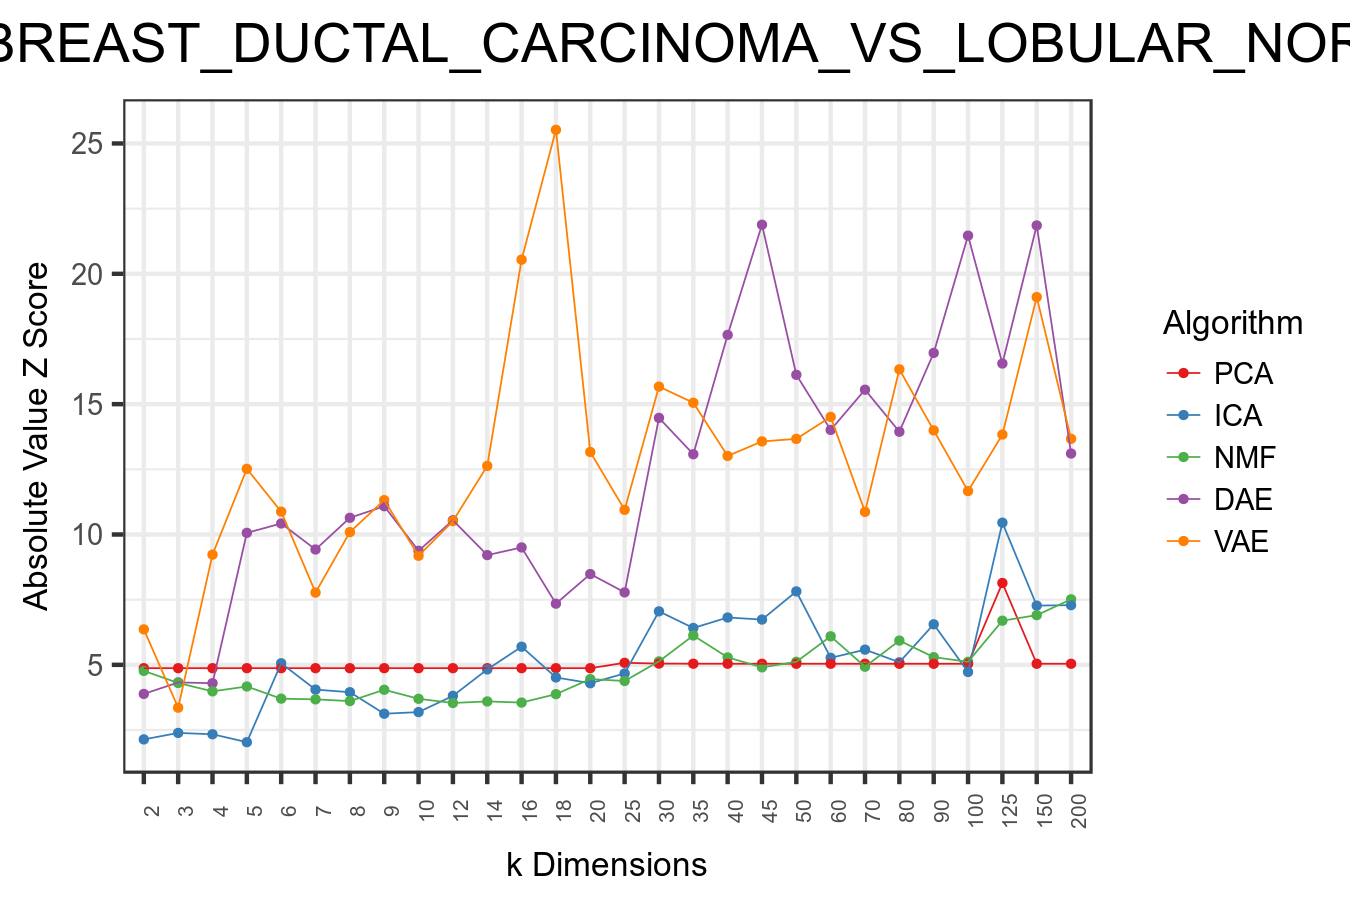 BREAST_DUCTAL_CARCINOMA_VS_LOBULAR_NOR
25
20
15
10
5
Absolute Value Z Score
2 3 4 5 6 7 8 9 10 12 14 16 18 20 25 30 35 40 45 50 60 70 80 90 100 125 150 200
k Dimensions
Algorithm
PCA
ICA
NMF
DAE
VAE